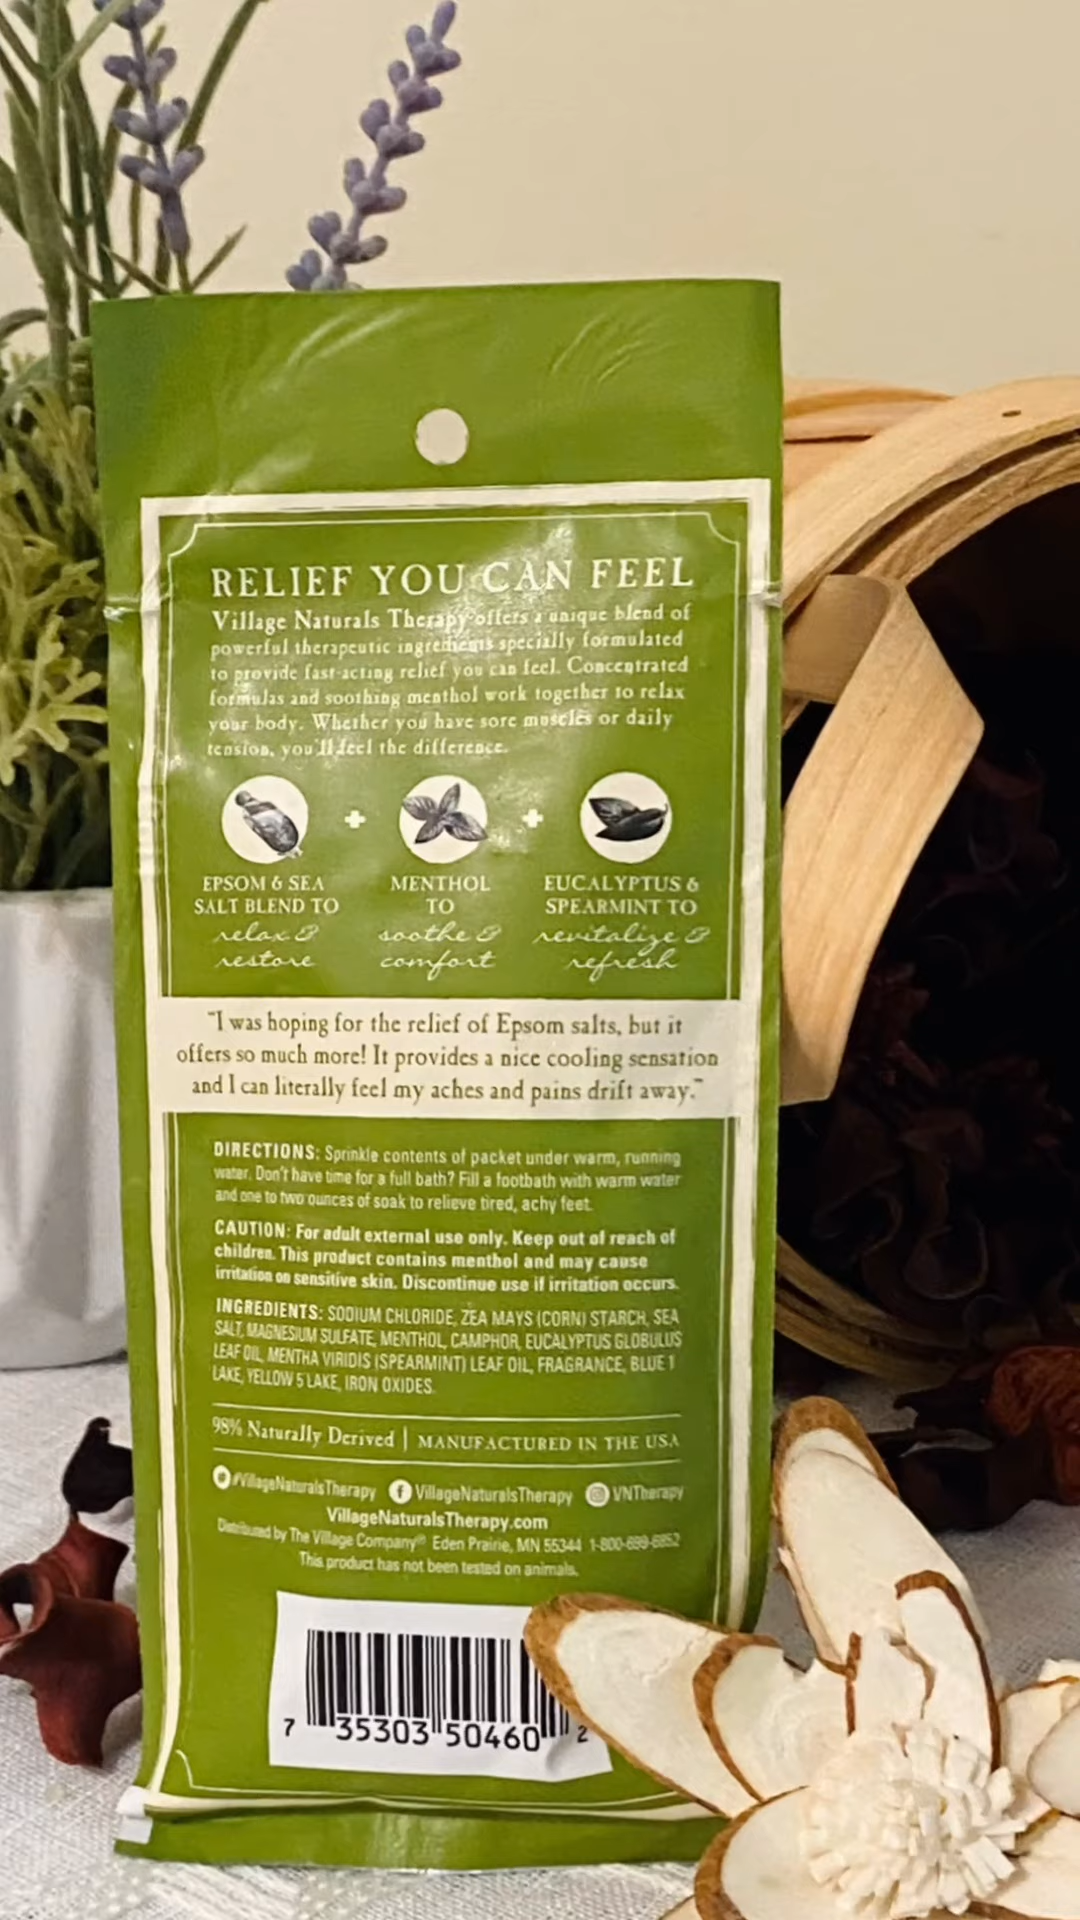 RELIEF YOU CAN FEEL
Village Naturals Therapy offers a unique blend of
powerful therapeutic ingredients specially formulated
to provide fast-acting relief you can feel. Concentrated
formulas and soothing menthol work together to relax
your body. Whether you have sore muscles or daily
tension, you'll feel the difference.
EPSOM & SEA
SALT BLEND TO
relax &
restore
+
MENTHOL
TO
soothe &
comfort
+
EUCALYPTUS &
SPEARMINT TO
revitalize &
refresh
"I was hoping for the relief of Epsom salts, but it
offers so much more! It provides a nice cooling sensation
and I can literally feel my aches and pains drift away."
DIRECTIONS: Sprinkle contents of packet under warm, running
water. Don't have time for a full bath? Fill a footbath with warm water
and one to two ounces of soak to relieve tired, achy feet.
CAUTION: For adult external use only. Keep out of reach of
children. This product contains menthol and may cause
irritation on sensitive skin. Discontinue use if irritation occurs.
INGREDIENTS: SODIUM CHLORIDE, ZEA MAYS (CORN) STARCH, SEA
SALT, MAGNESIUM SULFATE, MENTHOL, CAMPHOR, EUCALYPTUS GLOBULUS
LEAF OIL, MENTHA VIRIDIS (SPEARMINT) LEAF OIL, FRAGRANCE, BLUE 1
LAKE, YELLOW 5 LAKE, IRON OXIDES.
98% Naturally Derived | MANUFACTURED IN THE USA
#VillageNaturalsTherapy VillageNaturalsTherapy VNTherapy
VillageNaturalsTherapy.com
Distributed by The Village Company® Eden Prairie, MN 55344 1-800-699-6852
This product has not been tested on animals.
7 35303 50460 2